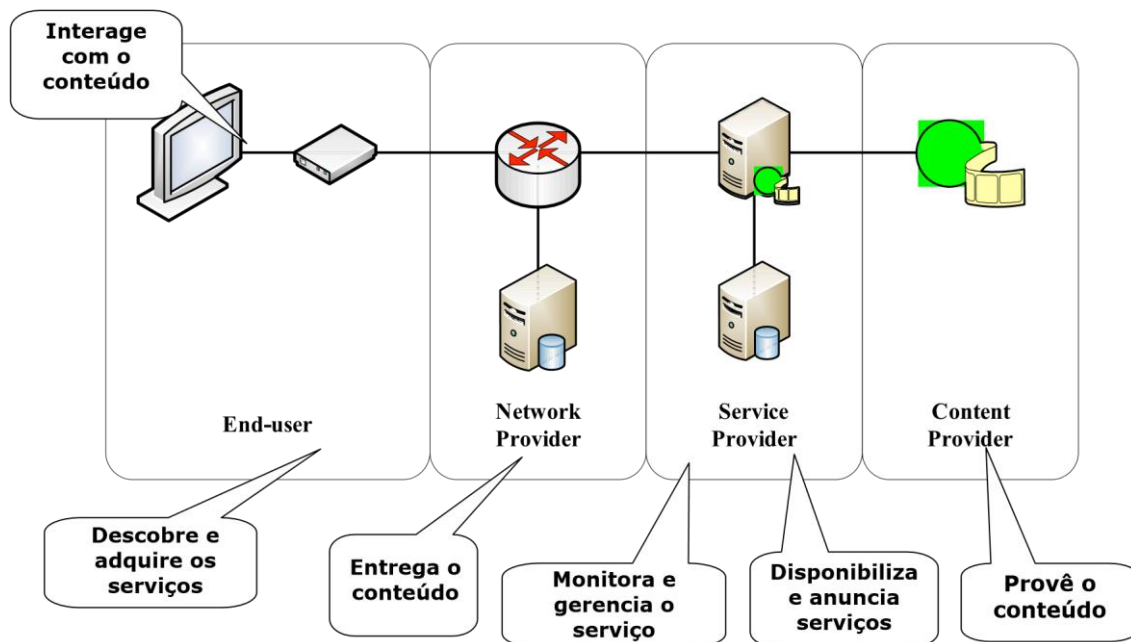 Interage
com o
conteúdo
End-user
Network
Provider
Service
Provider
Content
Provider
Descobre e
adquire os
serviços
Entrega o
conteúdo
Monitora e
gerencia o
serviço
Disponibiliza
e anuncia
serviços
Provê o
conteúdo